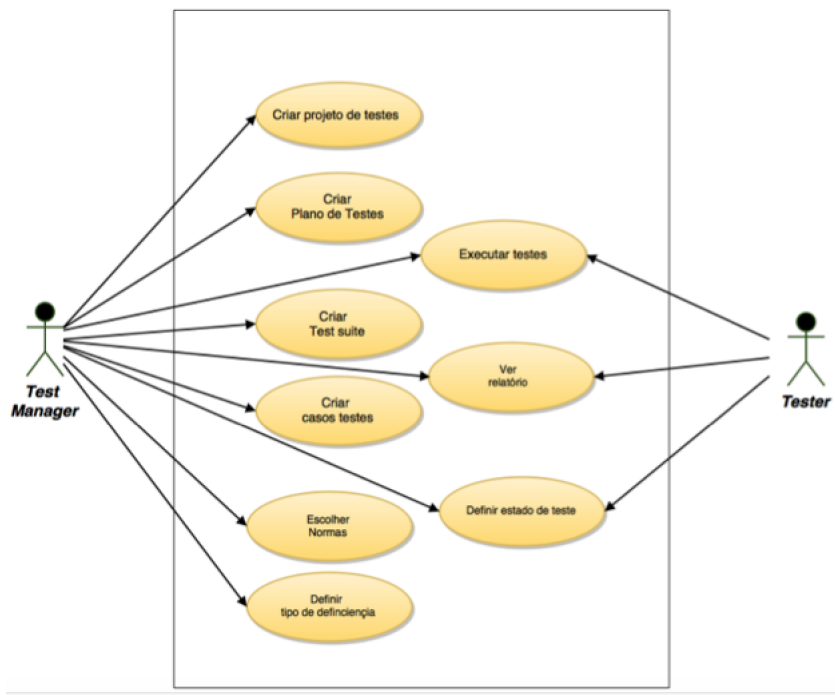 Criar projeto de testes
Criar
Plano de Testes
Executar testes
Criar
Test suite
Ver
relatório
Criar
casos testes
Escolher
Normas
Definir estado de teste
Definir
tipo de definciençia
Test
Manager
Tester